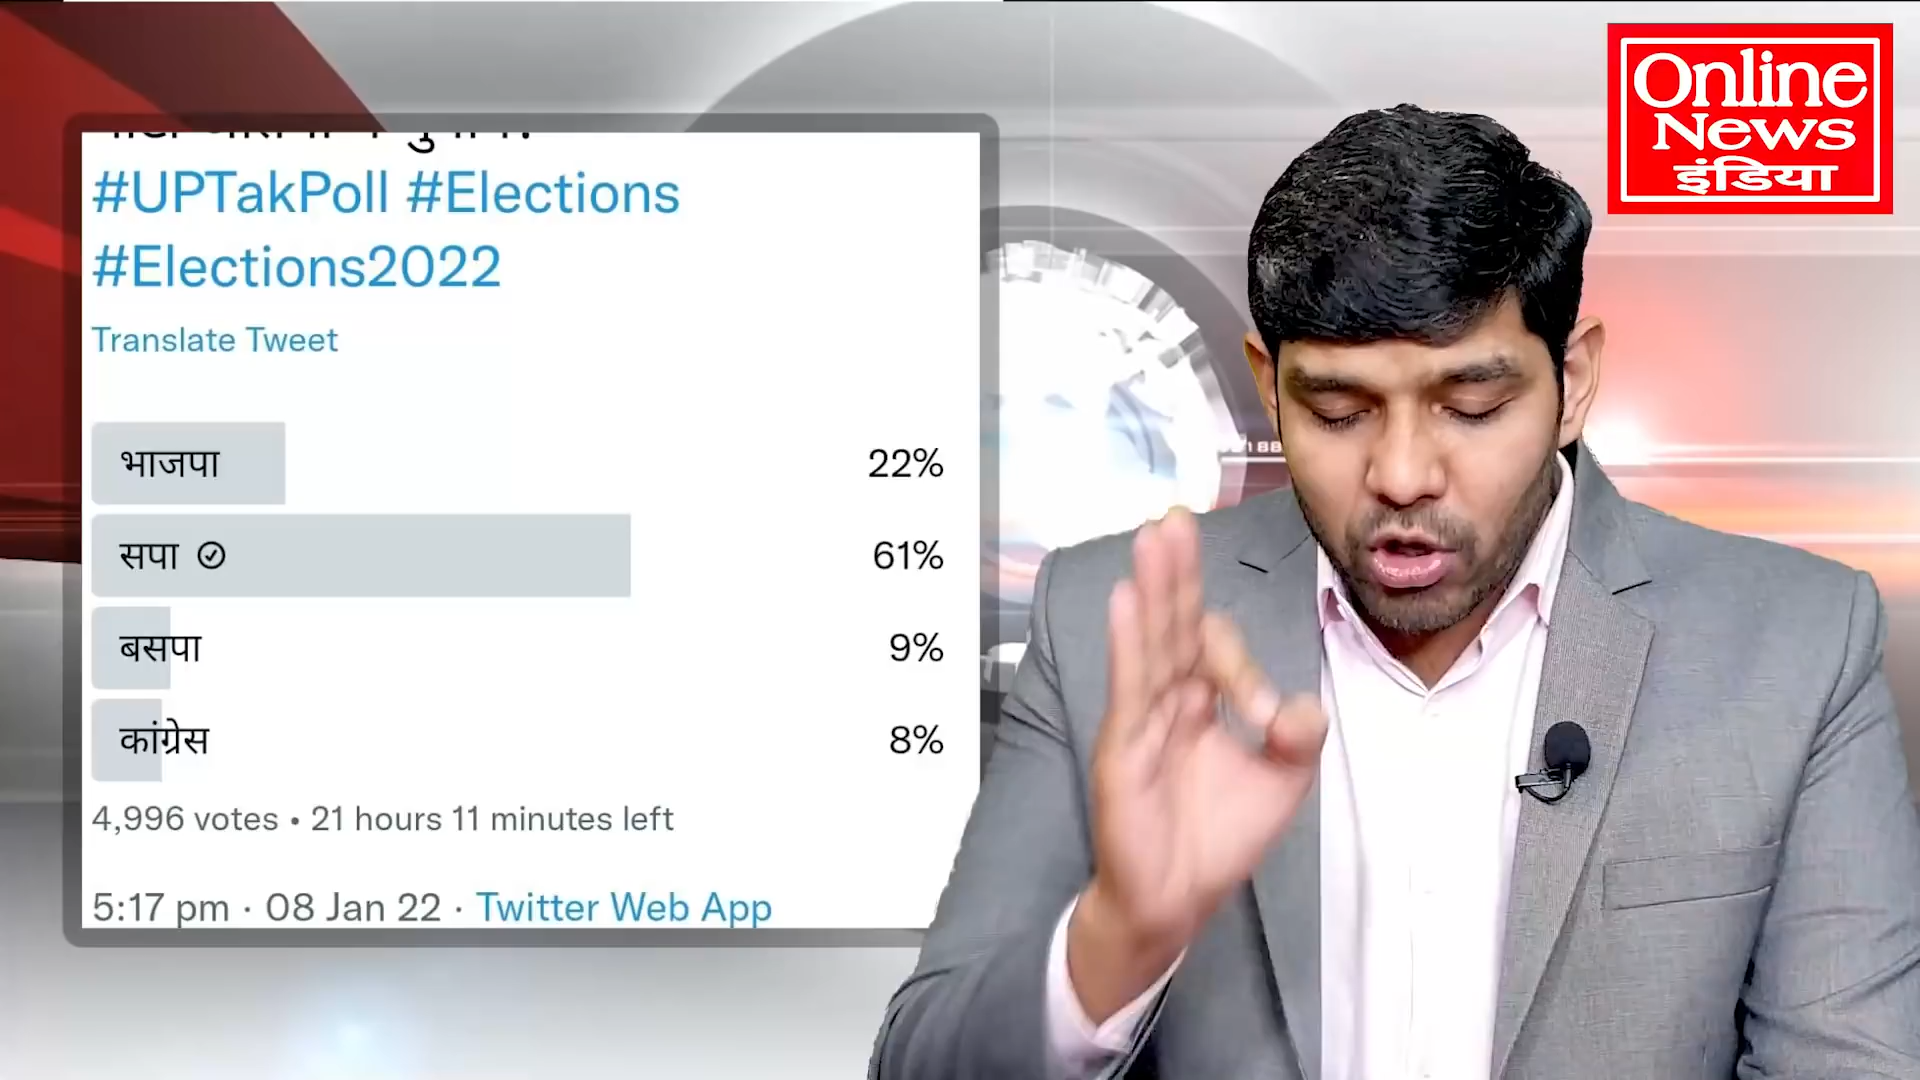 #UPTakPoll #Elections
#Elections2022
Translate Tweet
भाजपा 22%
सपा 61%
बसपा 9%
कांग्रेस 8%
4,996 votes • 21 hours 11 minutes left
5:17 pm · 08 Jan 22 · Twitter Web App
Online
News
इंडिया